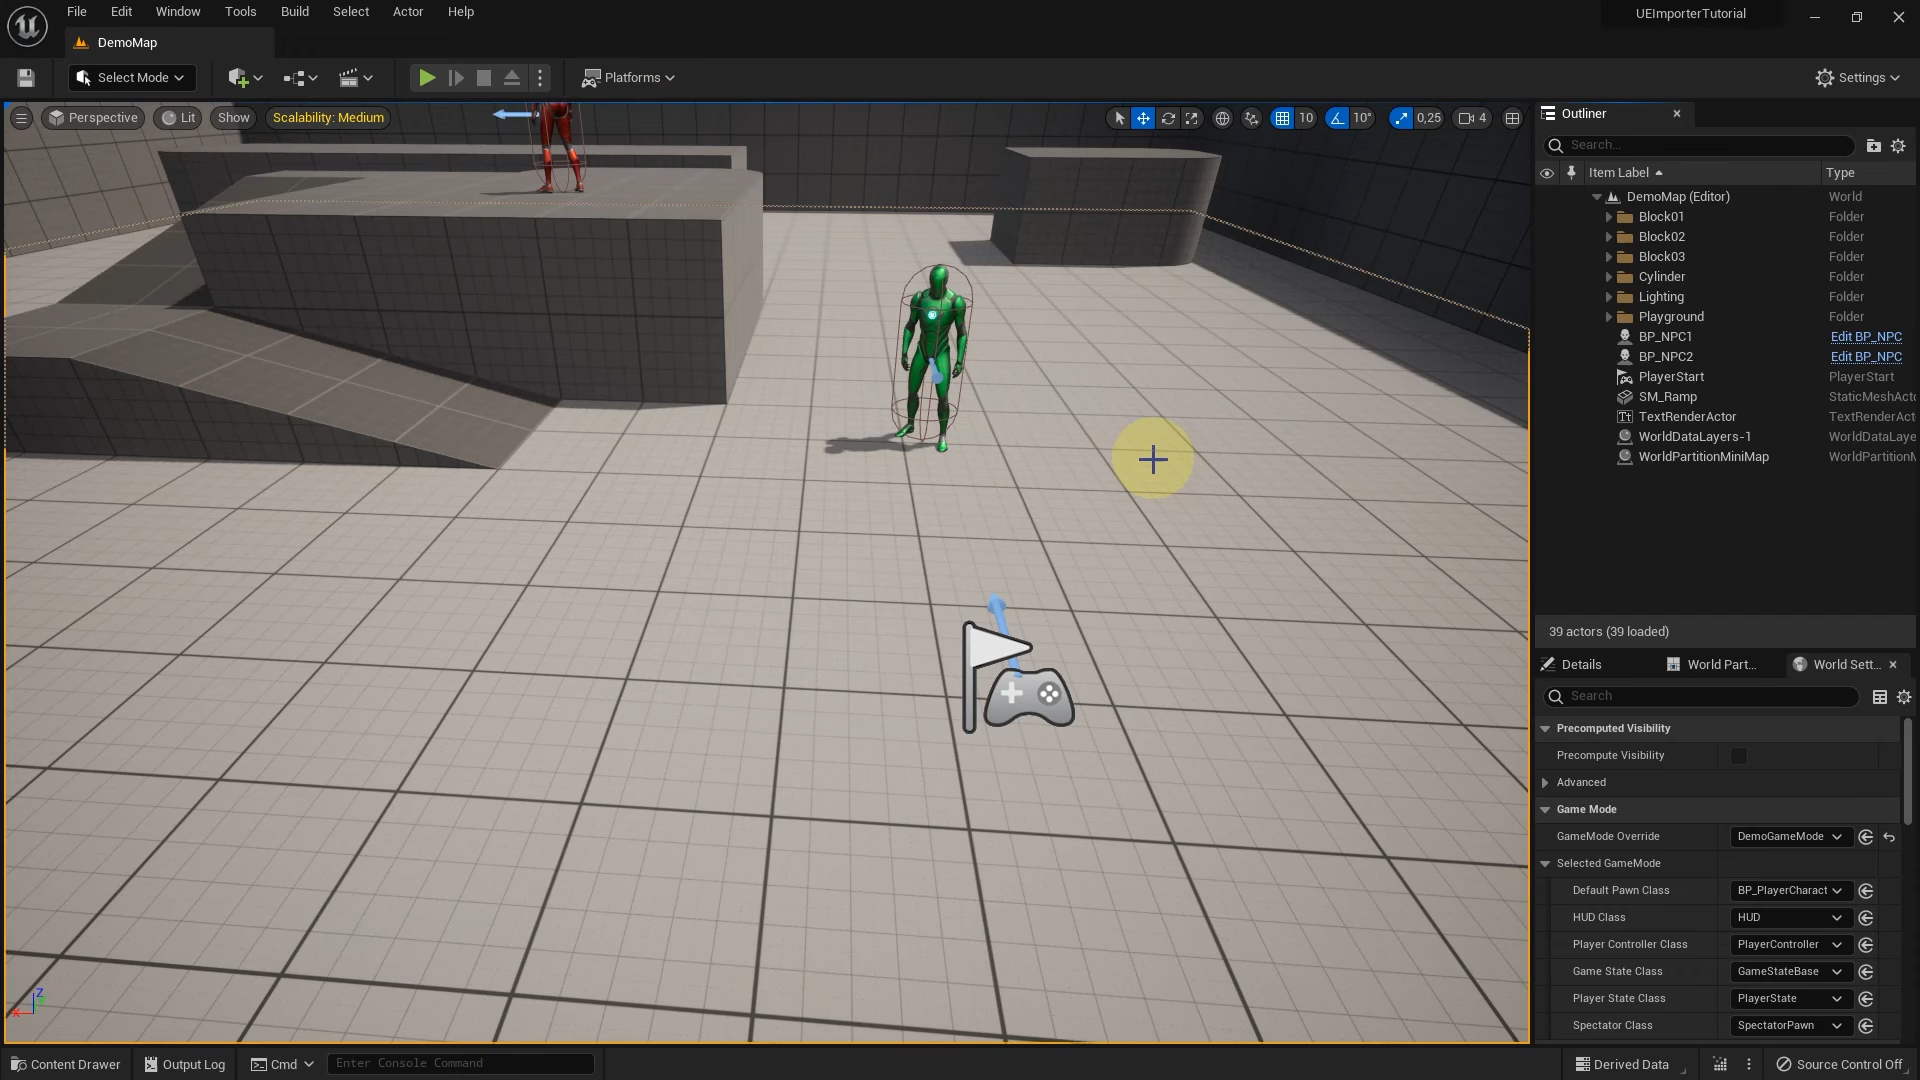 File Edit Window Tools Build Select Actor Help
UEImporterTutorial
DemoMap
Select Mode
Platforms
Settings
Perspective Lit Show Scalability: Medium
10 10° 0,25 4
Outliner
Search...
Item Label Type
DemoMap (Editor) World
Block01 Folder
Block02 Folder
Block03 Folder
Cylinder Folder
Lighting Folder
Playground Folder
BP_NPC1 Edit BP_NPC
BP_NPC2 Edit BP_NPC
PlayerStart PlayerStart
SM_Ramp StaticMeshActo
TextRenderActor TextRenderAct
WorldDataLayers-1 WorldDataLaye
WorldPartitionMiniMap WorldPartitionM
39 actors (39 loaded)
Details World Part... World Sett...
Search
Precomputed Visibility
Precompute Visibility
Advanced
Game Mode
GameMode Override DemoGameMode
Selected GameMode
Default Pawn Class BP_PlayerCharact
HUD Class HUD
Player Controller Class PlayerController
Game State Class GameStateBase
Player State Class PlayerState
Spectator Class SpectatorPawn
Z
X
Content Drawer Output Log Cmd Enter Console Command
Derived Data Source Control Off